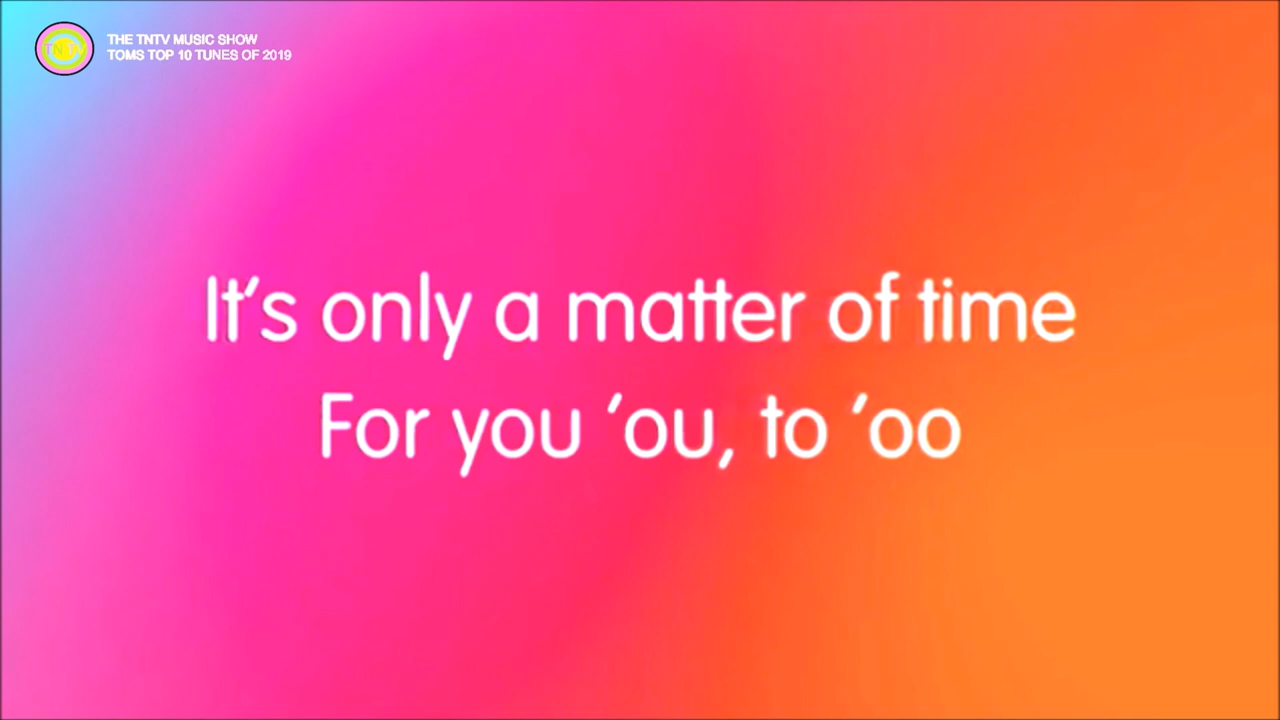 TNTV
THE TNTV MUSIC SHOW
TOMS TOP 10 TUNES OF 2019
It's only a matter of time
For you 'ou, to 'oo